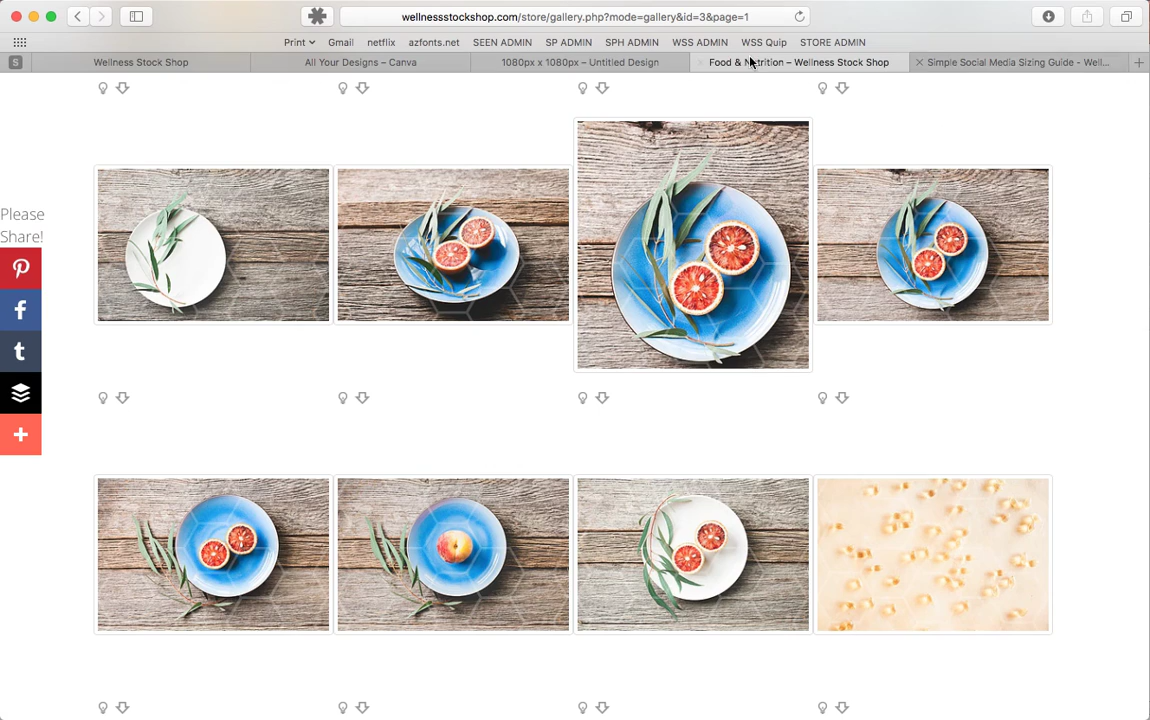 wellnessstockshop.com/store/gallery.php?mode=gallery&id=3&page=1
Print Gmail netflix azfonts.net SEEN ADMIN SP ADMIN SPH ADMIN WSS ADMIN WSS Quip STORE ADMIN
S Wellness Stock Shop All Your Designs – Canva 1080px x 1080px – Untitled Design Food & Nutrition – Wellness Stock Shop Simple Social Media Sizing Guide - Well...
Please
Share!